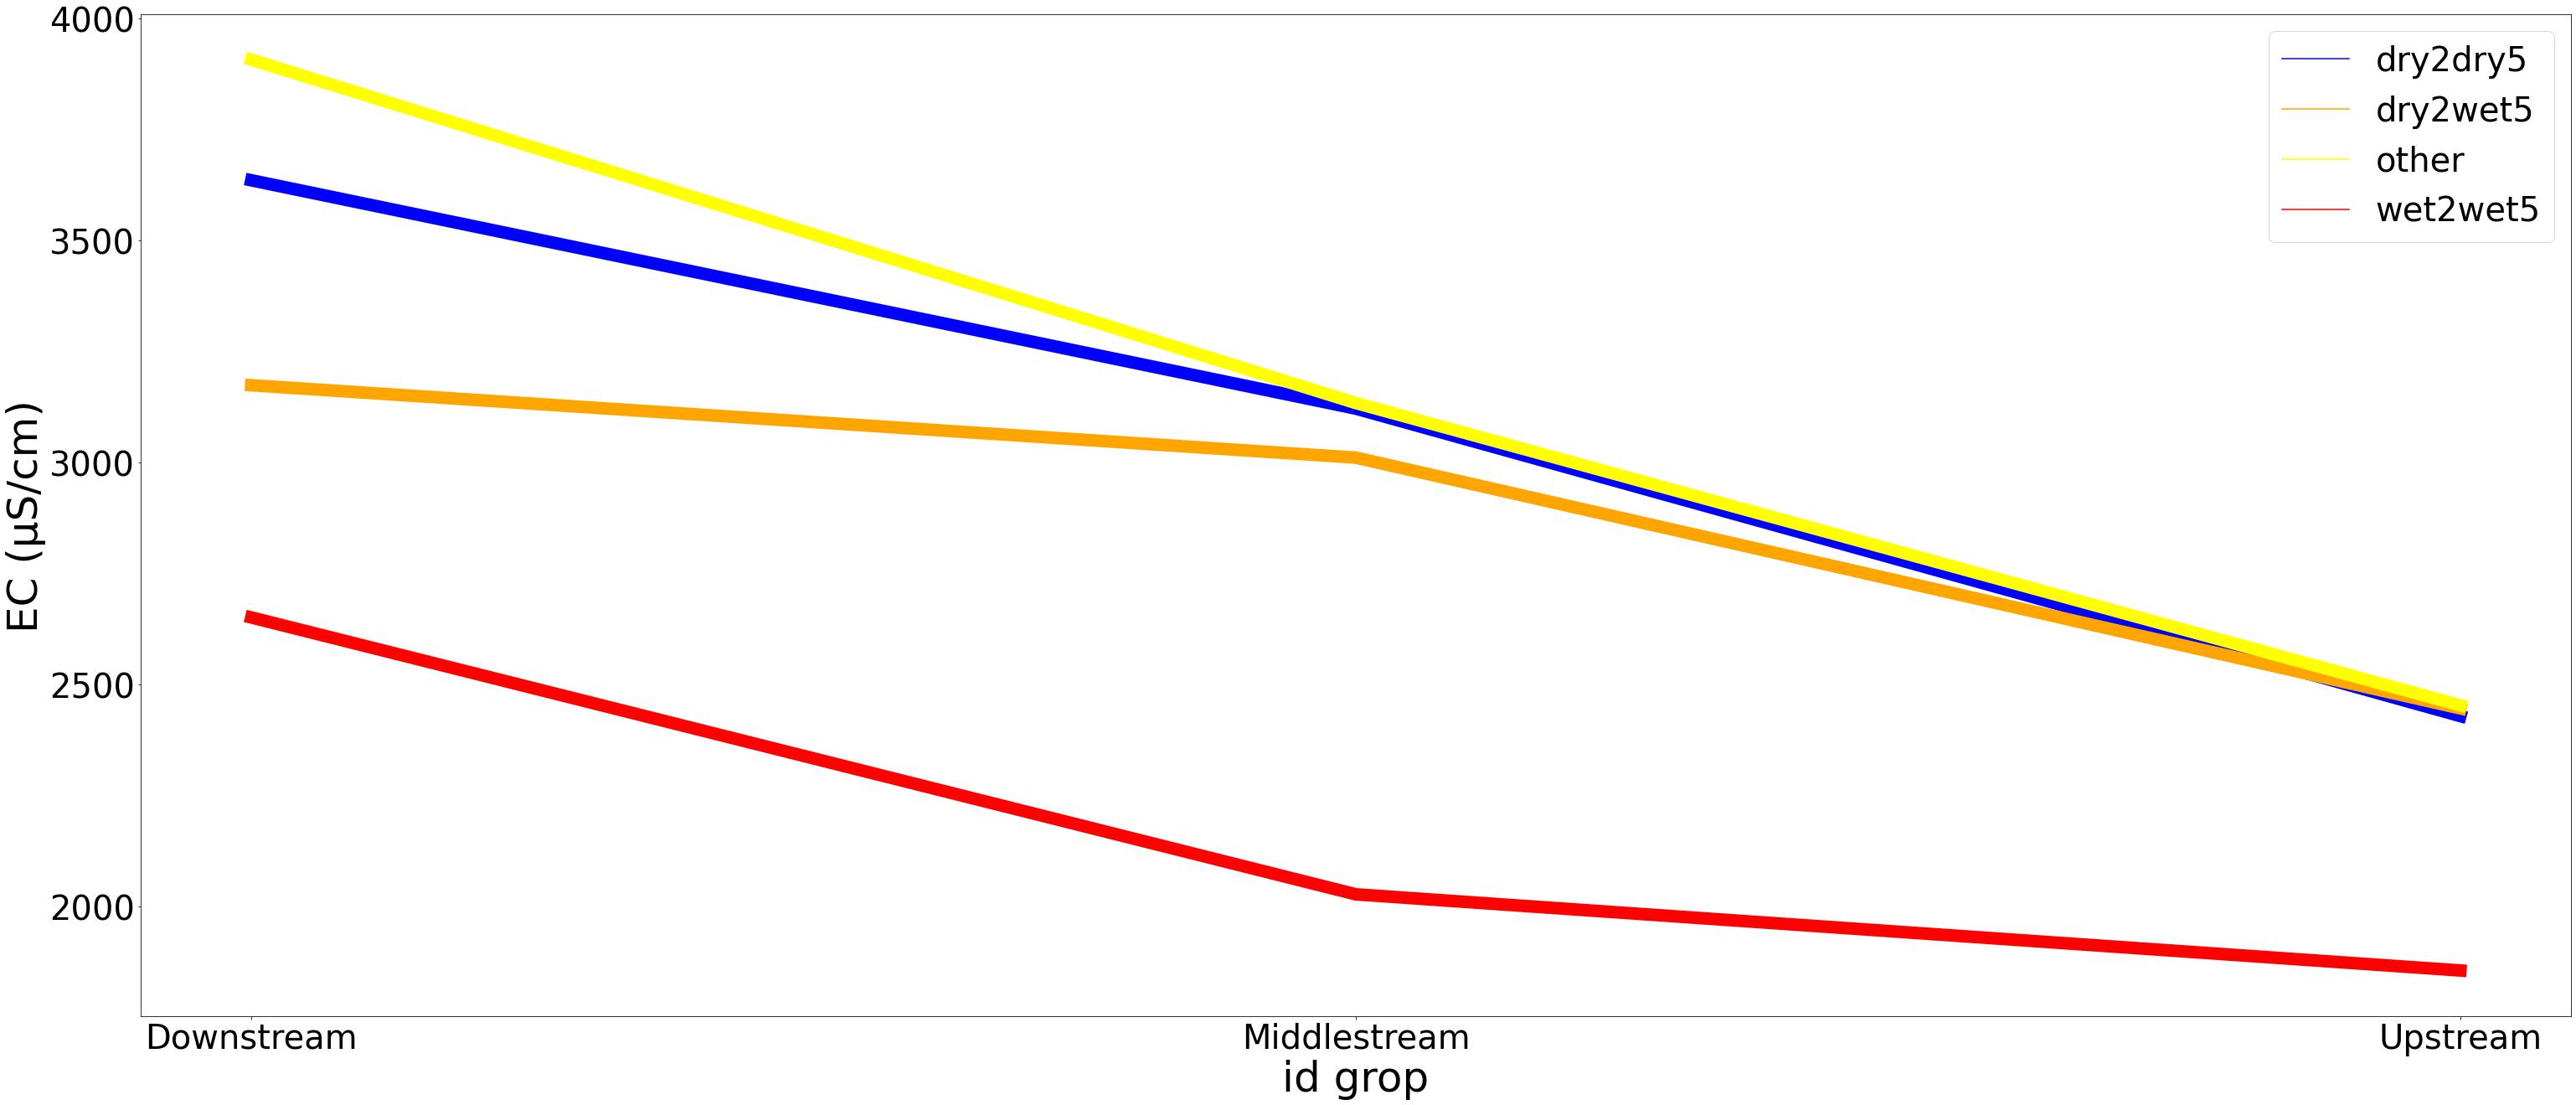 4000
3500
3000
2500
2000
EC (µS/cm)
dry2dry5
dry2wet5
other
wet2wet5
Downstream
Middlestream
Upstream
id grop